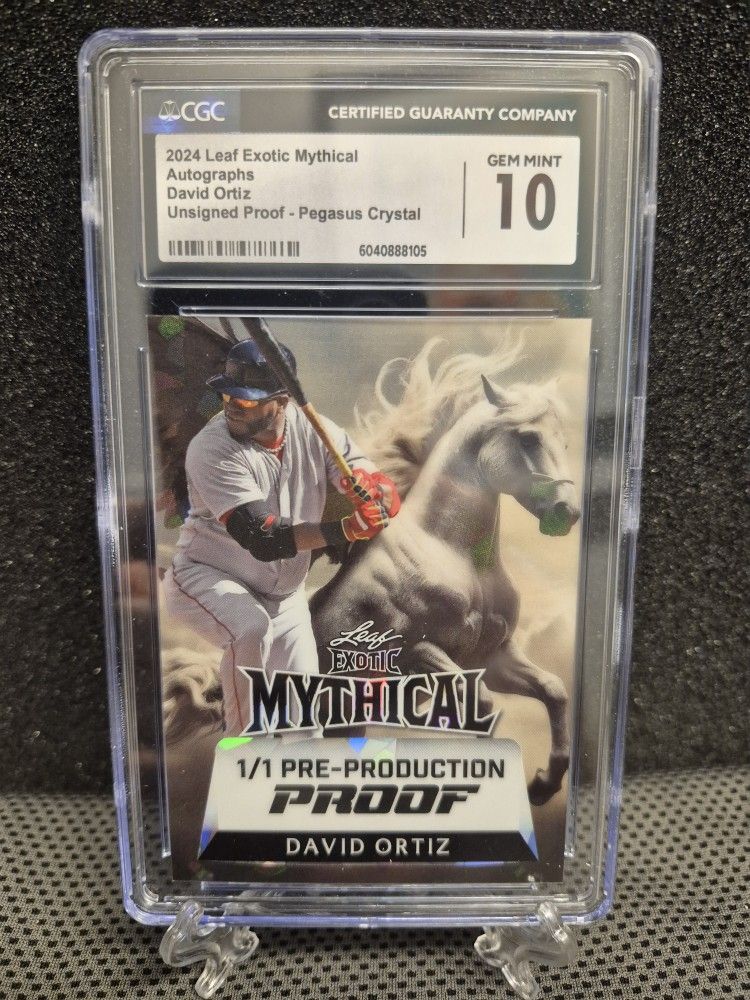 CGC
CERTIFIED GUARANTY COMPANY
2024 Leaf Exotic Mythical
Autographs
David Ortiz
Unsigned Proof - Pegasus Crystal
GEM MINT
10
6040888105
Leaf
EXOTIC
MYTHICAL
1/1 PRE-PRODUCTION
PROOF
DAVID ORTIZ